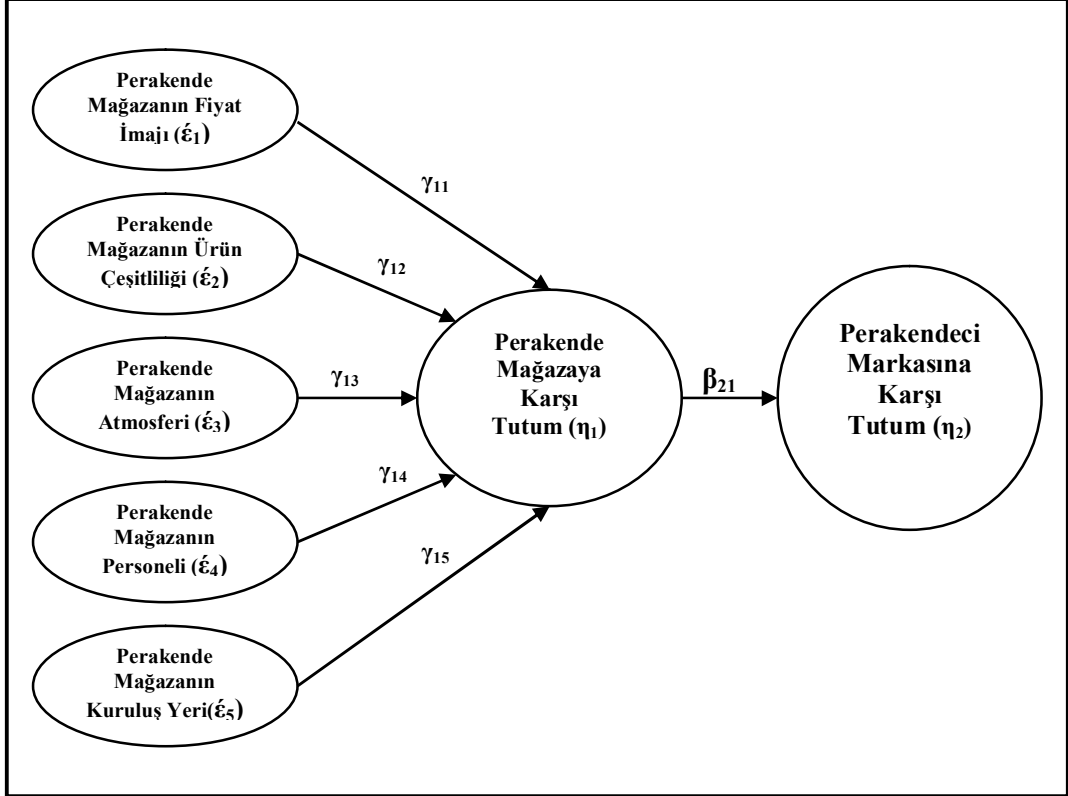 Perakende
Mağazanın Fiyat
İmajı (έ₁)
γ₁₁
Perakende
Mağazanın Ürün
Çeşitliliği (έ₂)
γ₁₂
Perakende
Mağazanın
Atmosferi (έ₃)
γ₁₃
Perakende
Mağazanın
Personeli (έ₄)
γ₁₄
Perakende
Mağazanın
Kuruluş Yeri(έ₅)
γ₁₅
Perakende
Mağazaya
Karşı
Tutum (η₁)
β₂₁
Perakendeci
Markasına
Karşı
Tutum (η₂)